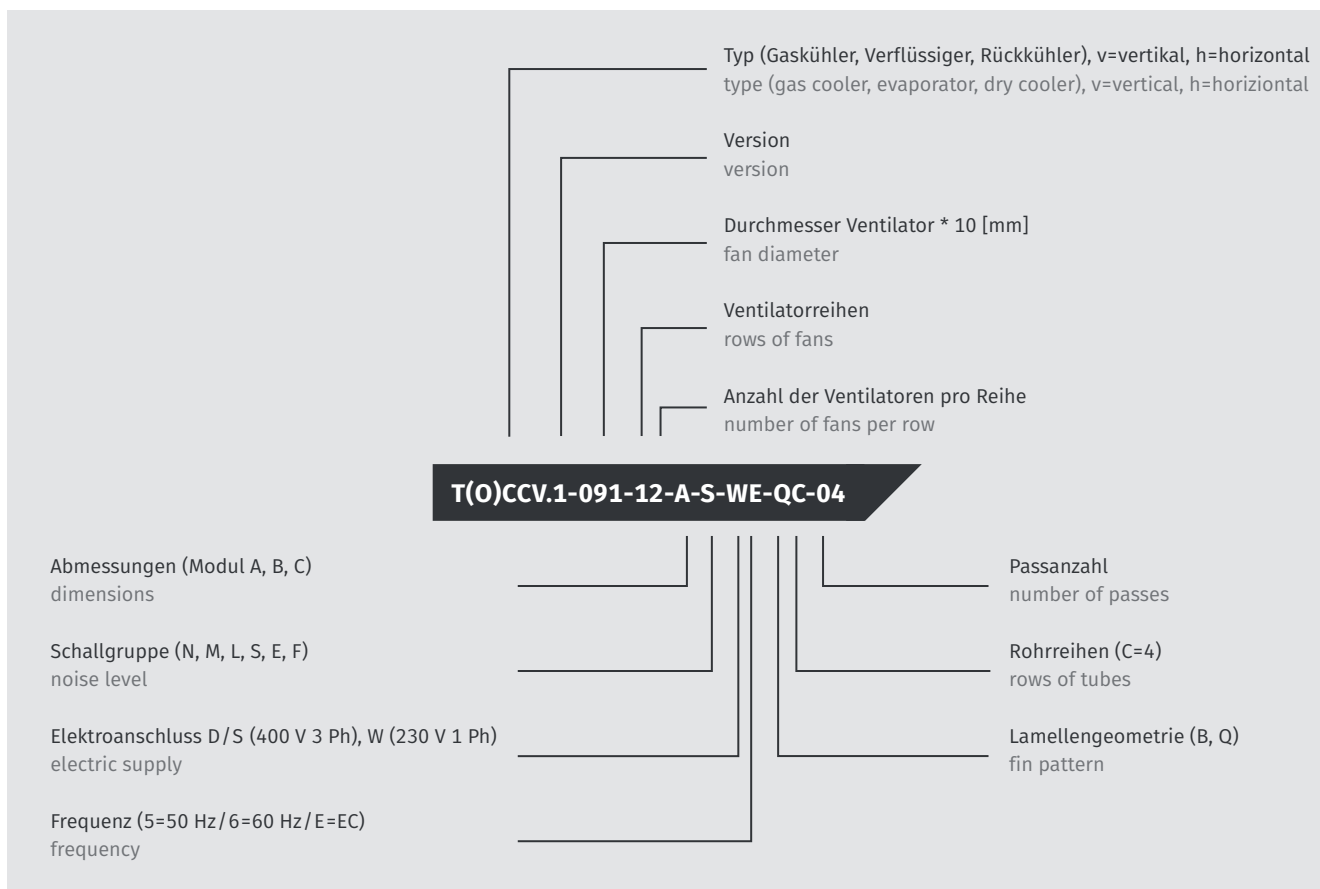 Typ (Gaskühler, Verflüssiger, Rückkühler), v=vertikal, h=horizontal
type (gas cooler, evaporator, dry cooler), v=vertical, h=horiziontal
Version
version
Durchmesser Ventilator * 10 [mm]
fan diameter
Ventilatorreihen
rows of fans
Anzahl der Ventilatoren pro Reihe
number of fans per row
T(O)CCV.1-091-12-A-S-WE-QC-04
Abmessungen (Modul A, B, C)
dimensions
Schallgruppe (N, M, L, S, E, F)
noise level
Elektroanschluss D/S (400 V 3 Ph), W (230 V 1 Ph)
electric supply
Frequenz (5=50 Hz/6=60 Hz/E=EC)
frequency
Passanzahl
number of passes
Rohrreihen (C=4)
rows of tubes
Lamellengeometrie (B, Q)
fin pattern